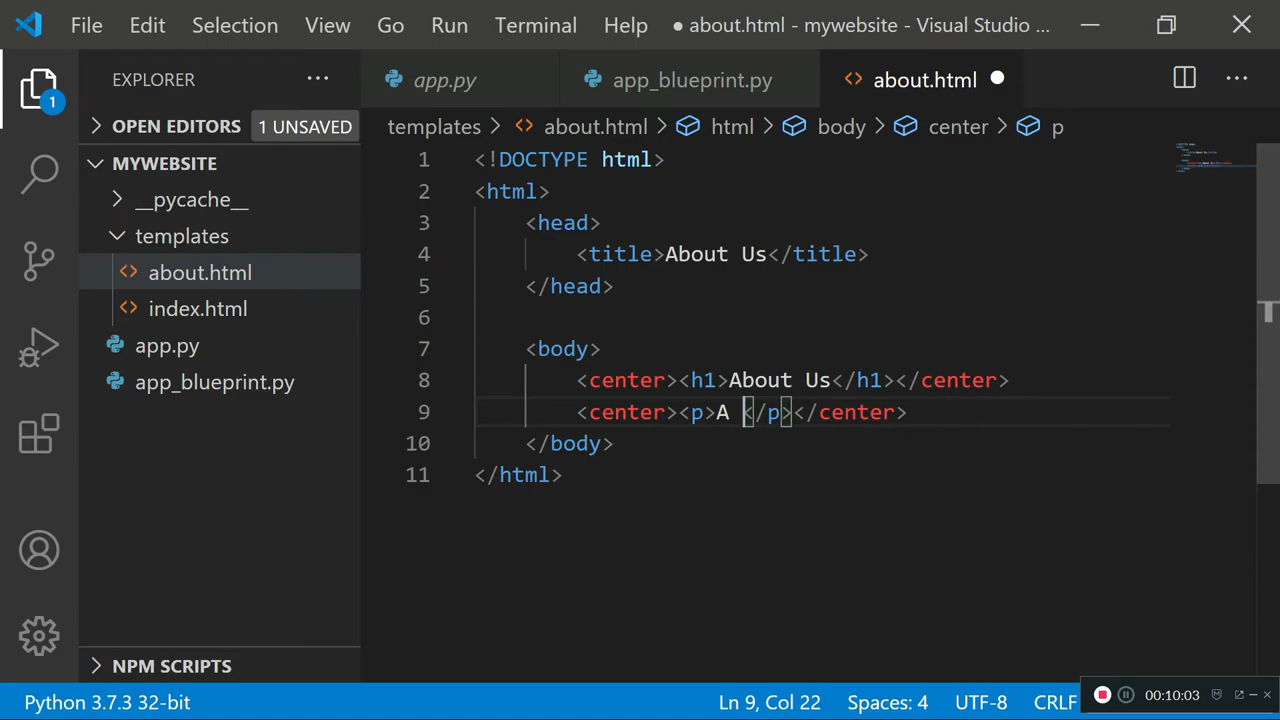 File Edit Selection View Go Run Terminal Help ● about.html - mywebsite - Visual Studio ...
1
EXPLORER
OPEN EDITORS 1 UNSAVED
MYWEBSITE
__pycache__
templates
about.html
index.html
app.py
app_blueprint.py
NPM SCRIPTS
app.py app_blueprint.py about.html
templates > about.html > html > body > center > p
1 <!DOCTYPE html>
2 <html>
3 <head>
4 <title>About Us</title>
5 </head>
6
7 <body>
8 <center><h1>About Us</h1></center>
9 <center><p>A </p></center>
10 </body>
11 </html>
Python 3.7.3 32-bit Ln 9, Col 22 Spaces: 4 UTF-8 CRLF
00:10:03